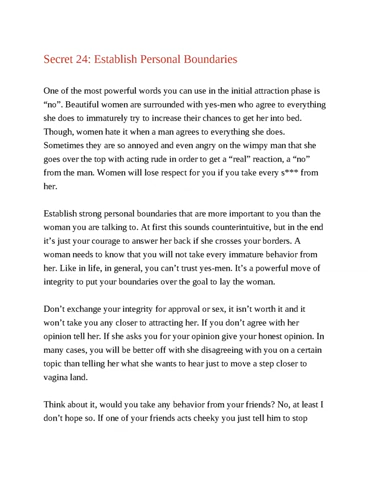 Secret 24: Establish Personal Boundaries
One of the most powerful words you can use in the initial attraction phase is
“no”. Beautiful women are surrounded with yes-men who agree to everything
she does to immaturely try to increase their chances to get her into bed.
Though, women hate it when a man agrees to everything she does.
Sometimes they are so annoyed and even angry on the wimpy man that she
goes over the top with acting rude in order to get a “real” reaction, a “no”
from the man. Women will lose respect for you if you take every s*** from
her.
Establish strong personal boundaries that are more important to you than the
woman you are talking to. At first this sounds counterintuitive, but in the end
it’s just your courage to answer her back if she crosses your borders. A
woman needs to know that you will not take every immature behavior from
her. Like in life, in general, you can’t trust yes-men. It’s a powerful move of
integrity to put your boundaries over the goal to lay the woman.
Don’t exchange your integrity for approval or sex, it isn’t worth it and it
won’t take you any closer to attracting her. If you don’t agree with her
opinion tell her. If she asks you for your opinion give your honest opinion. In
many cases, you will be better off with she disagreeing with you on a certain
topic than telling her what she wants to hear just to move a step closer to
vagina land.
Think about it, would you take any behavior from your friends? No, at least I
don’t hope so. If one of your friends acts cheeky you just tell him to stop